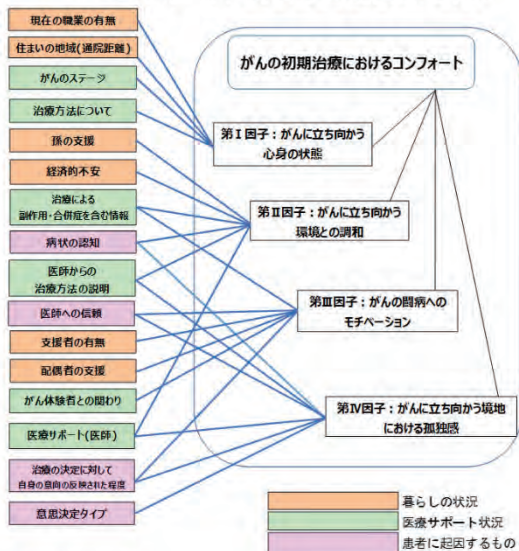 現在の職業の有無
住まいの地域(通院距離)
がんのステージ
治療方法について
孫の支援
経済的不安
治療による
副作用・合併症を含む情報
病状の認知
医師からの
治療方法の説明
医師への信頼
支援者の有無
配偶者の支援
がん体験者との関わり
医療サポート(医師)
治療の決定に対して
自身の意向の反映された程度
意思決定タイプ
がんの初期治療におけるコンフォート
第Ⅰ因子：がんに立ち向かう
心身の状態
第Ⅱ因子：がんに立ち向かう
環境との調和
第Ⅲ因子：がんの闘病への
モチベーション
第Ⅳ因子：がんに立ち向かう境地
における孤独感
暮らしの状況
医療サポート状況
患者に起因するもの